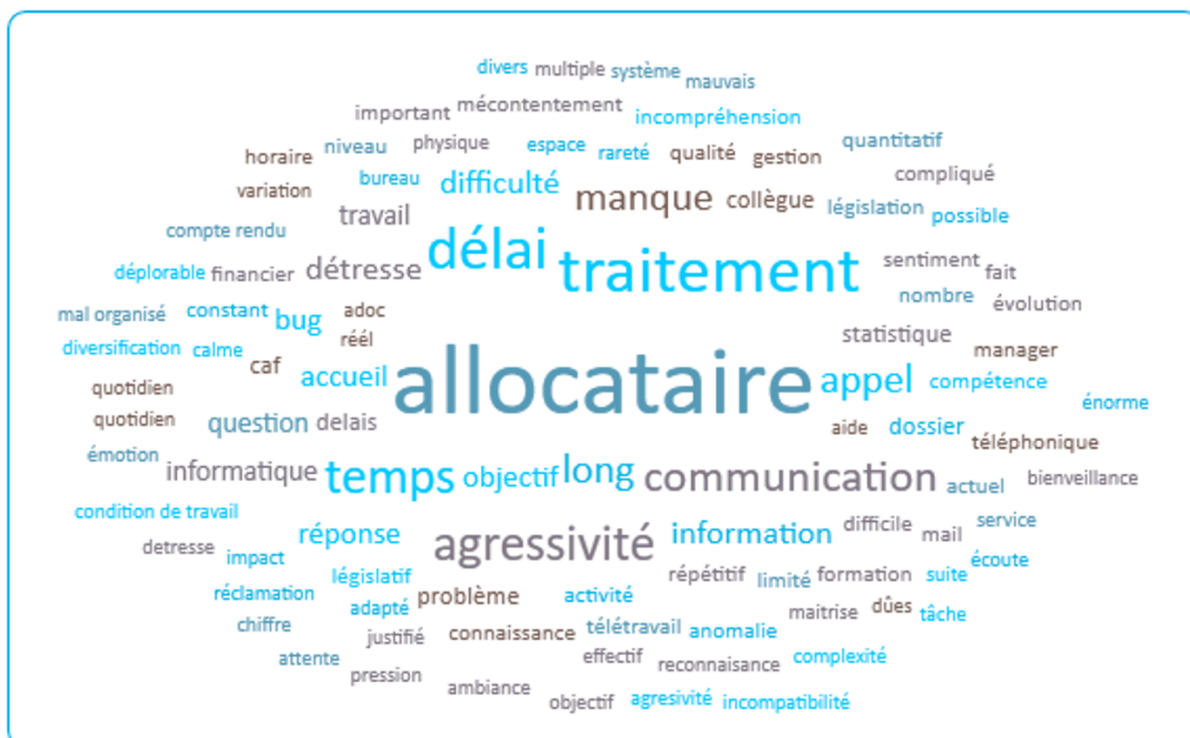 divers multiple système mauvais
important mécontentement incompréhension
horaire niveau physique espace rareté qualité gestion quantitatif
variation bureau difficulté manque collègue législation compliqué possible
compte rendu travail délai traitement
déplorable financier détresse sentiment fait
nombre évolution
mal organisé constant bug adoc statistique
diversification calme réél manager
quotidien caf accueil allocataire appel compétence énorme
quotidien question delais aide dossier téléphonique
émotion informatique temps objectif long communication actuel bienveillance
condition de travail réponse agressivité information difficile mail service
detresse impact législatif répétitif limité formation suite écoute
réclamation adapté problème activité maitrise dûes tâche
chiffre justifié connaissance télétravail anomalie
attente pression effectif reconnaisance complexité
ambiance objectif agresivité incompatibilité